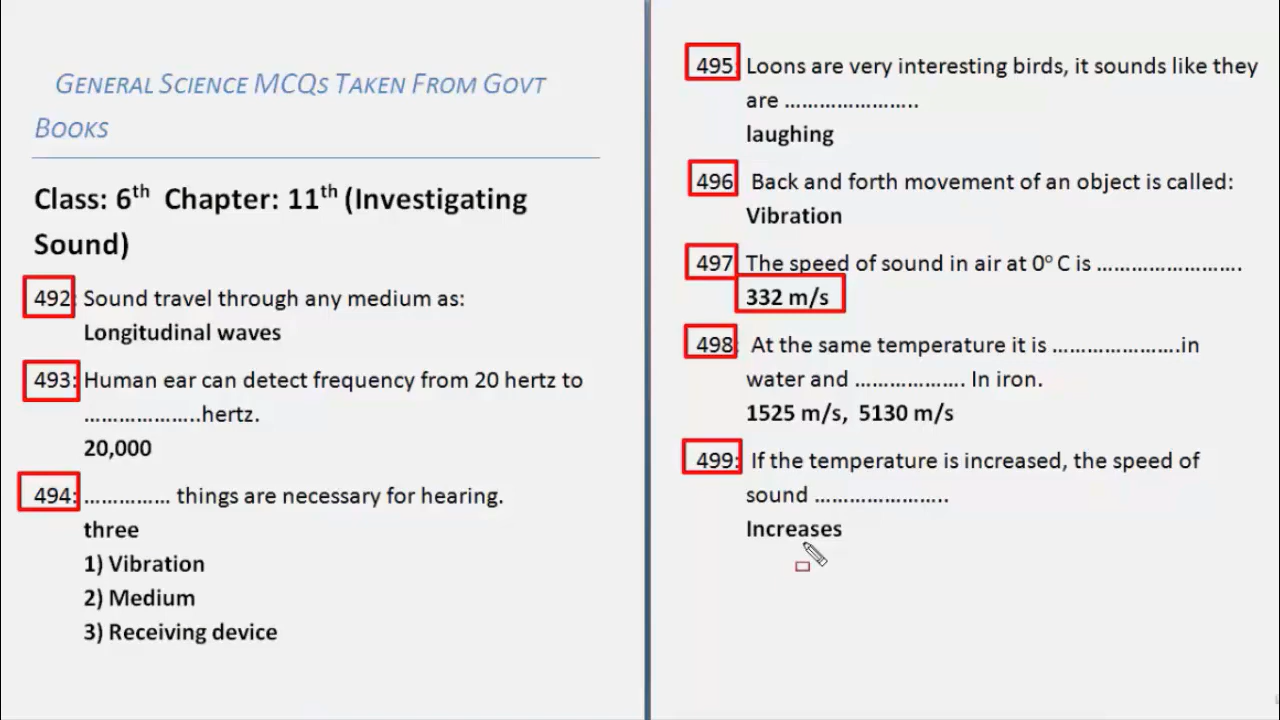 GENERAL SCIENCE MCQS TAKEN FROM GOVT
BOOKS
Class: 6th Chapter: 11th (Investigating
Sound)
492: Sound travel through any medium as:
Longitudinal waves
493: Human ear can detect frequency from 20 hertz to
………………..hertz.
20,000
494: …………… things are necessary for hearing.
three
1) Vibration
2) Medium
3) Receiving device
495: Loons are very interesting birds, it sounds like they
are …………………..
laughing
496: Back and forth movement of an object is called:
Vibration
497: The speed of sound in air at 0° C is …………………….
332 m/s
498: At the same temperature it is ………………….in
water and ………………. In iron.
1525 m/s, 5130 m/s
499: If the temperature is increased, the speed of
sound …………………..
Increases